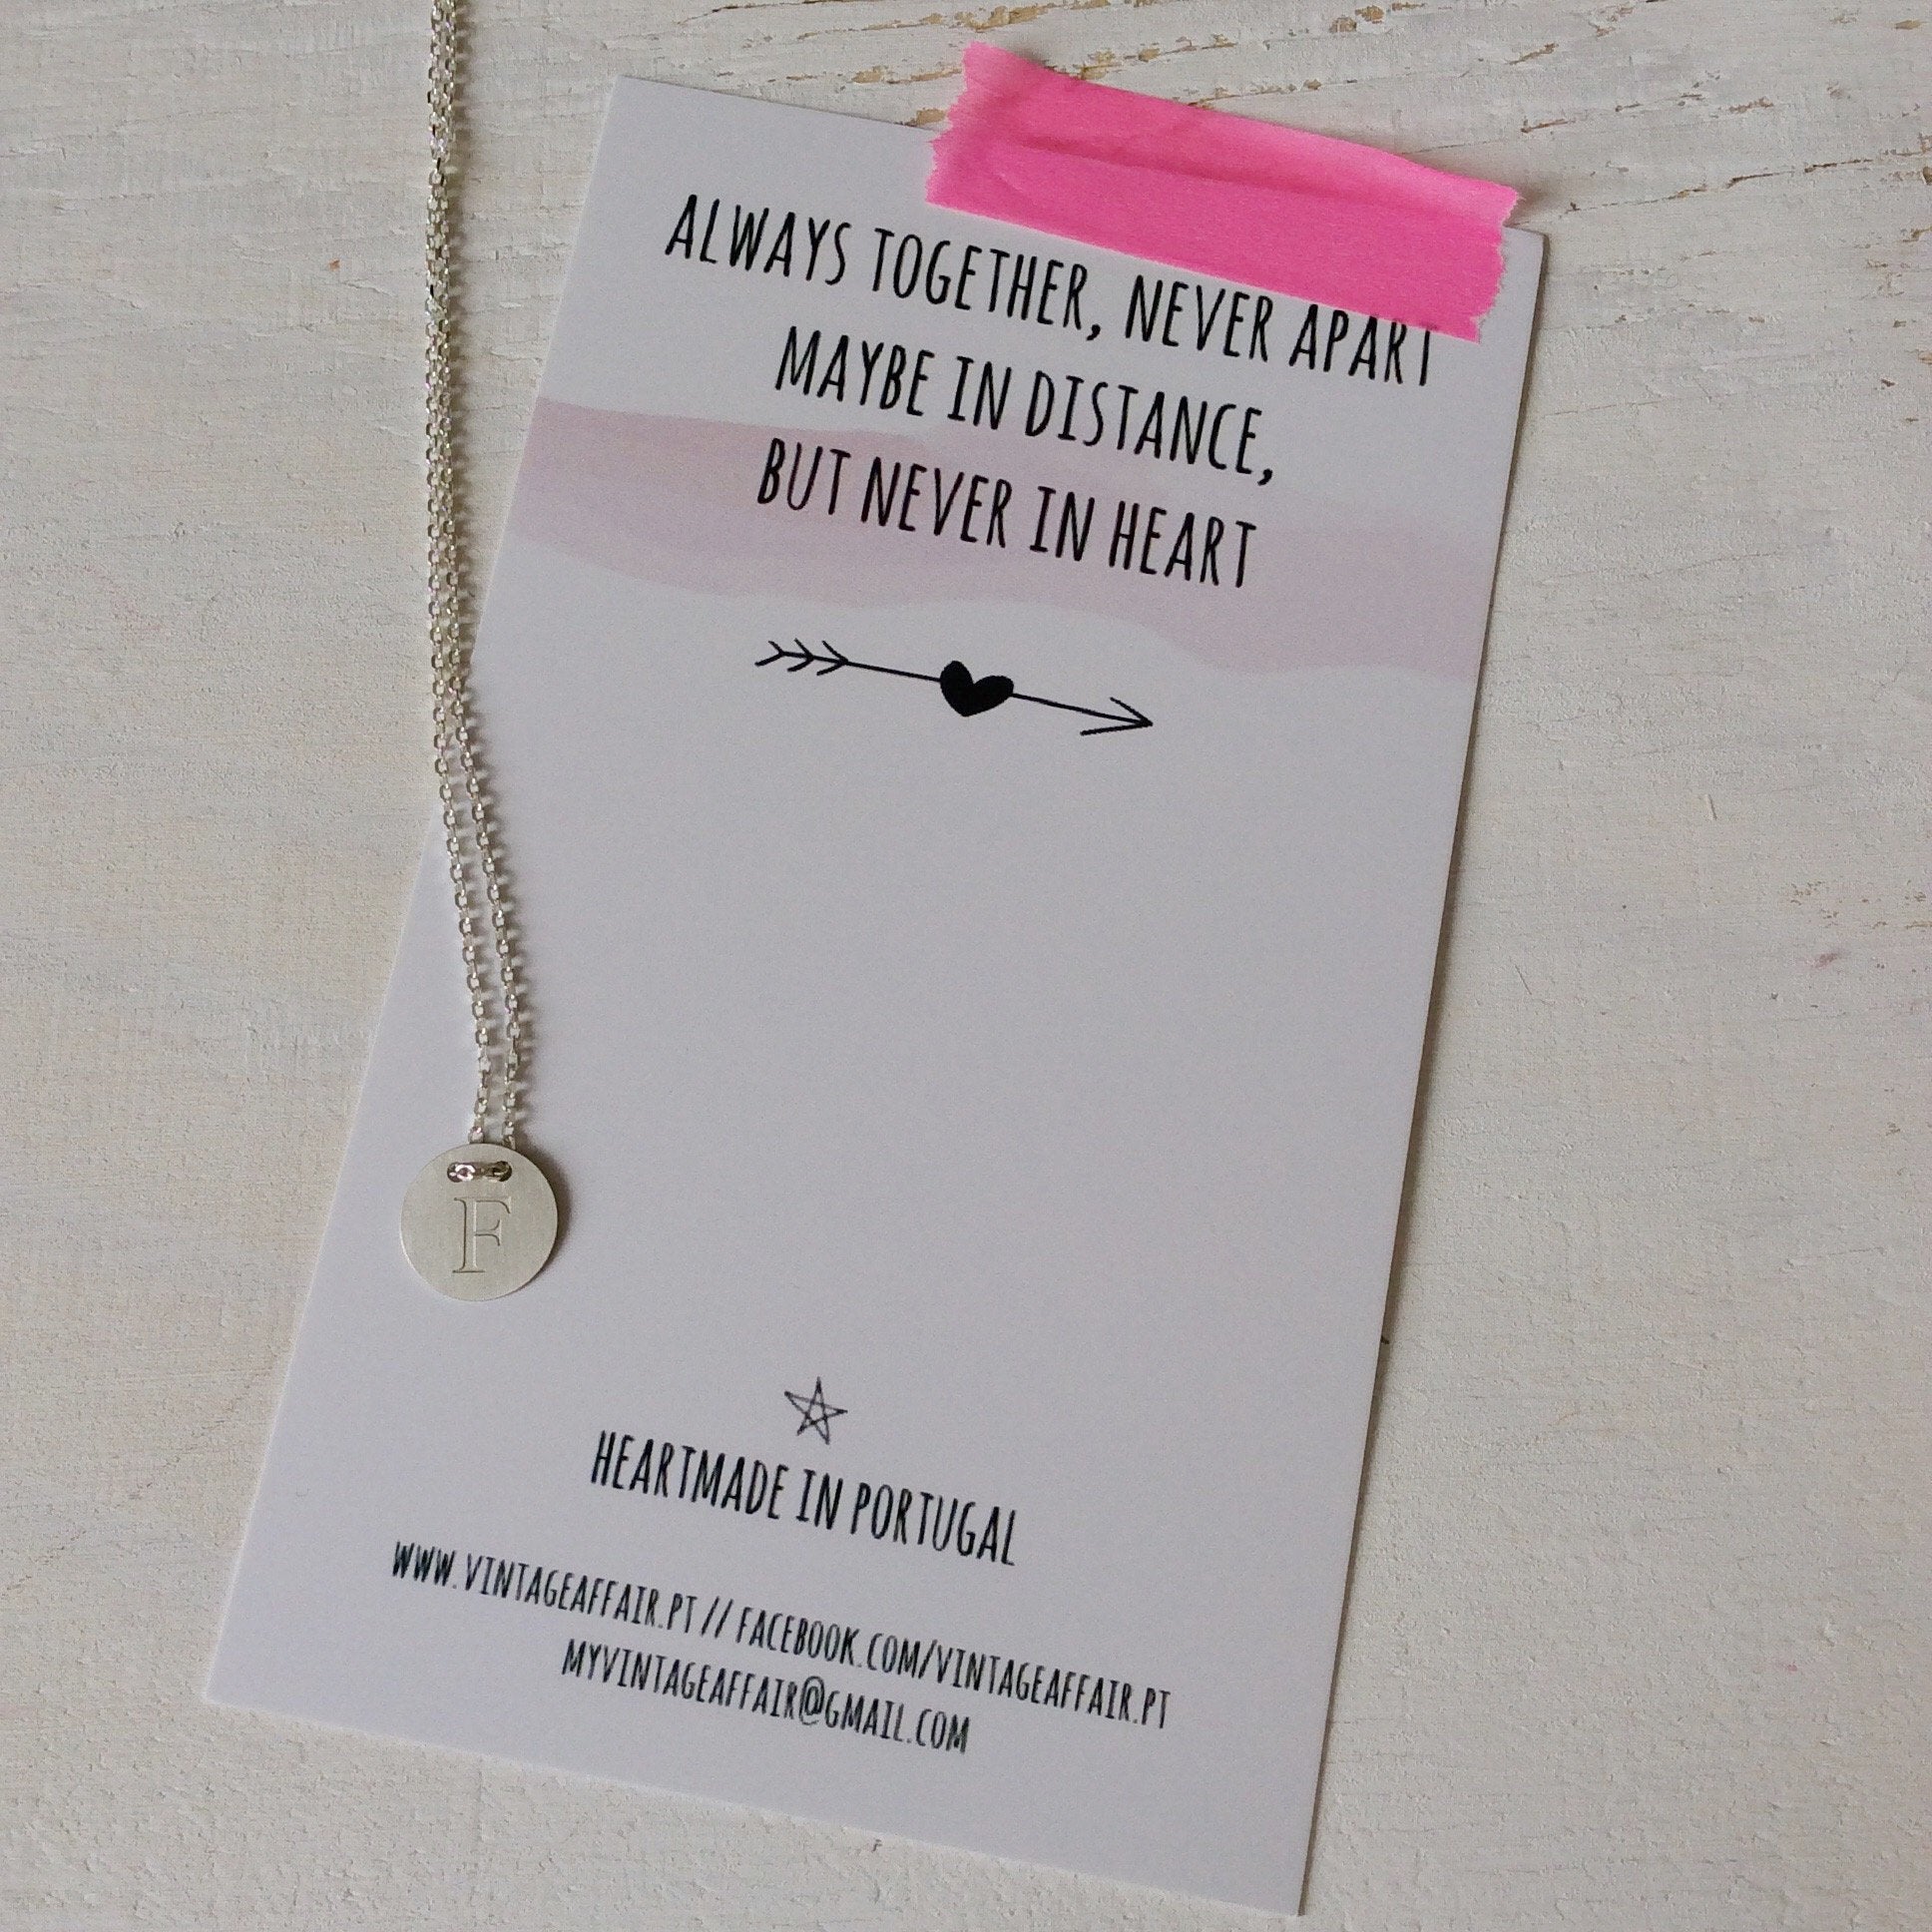 ALWAYS TOGETHER, NEVER APART
MAYBE IN DISTANCE,
BUT NEVER IN HEART
F
HEARTMADE IN PORTUGAL
WWW.VINTAGEAFFAIR.PT // FACEBOOK.COM/VINTAGEAFFAIR.PT
MYVINTAGEAFFAIR@GMAIL.COM